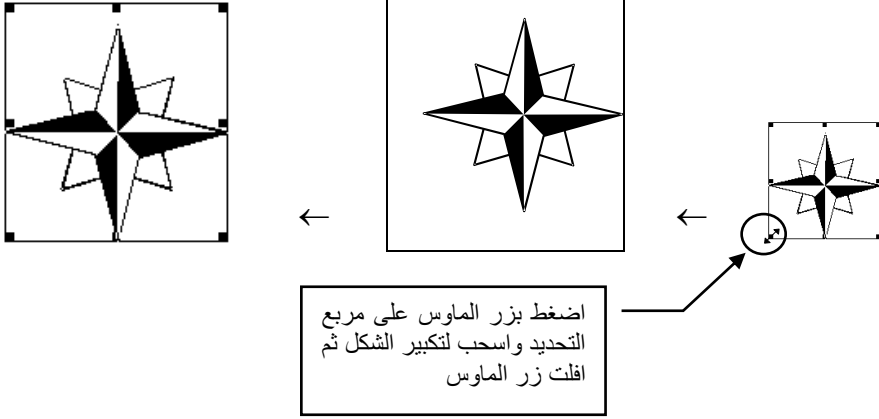 اضغط بزر الماوس على مربع
التحديد واسحب لتكبير الشكل ثم
افلت زر الماوس